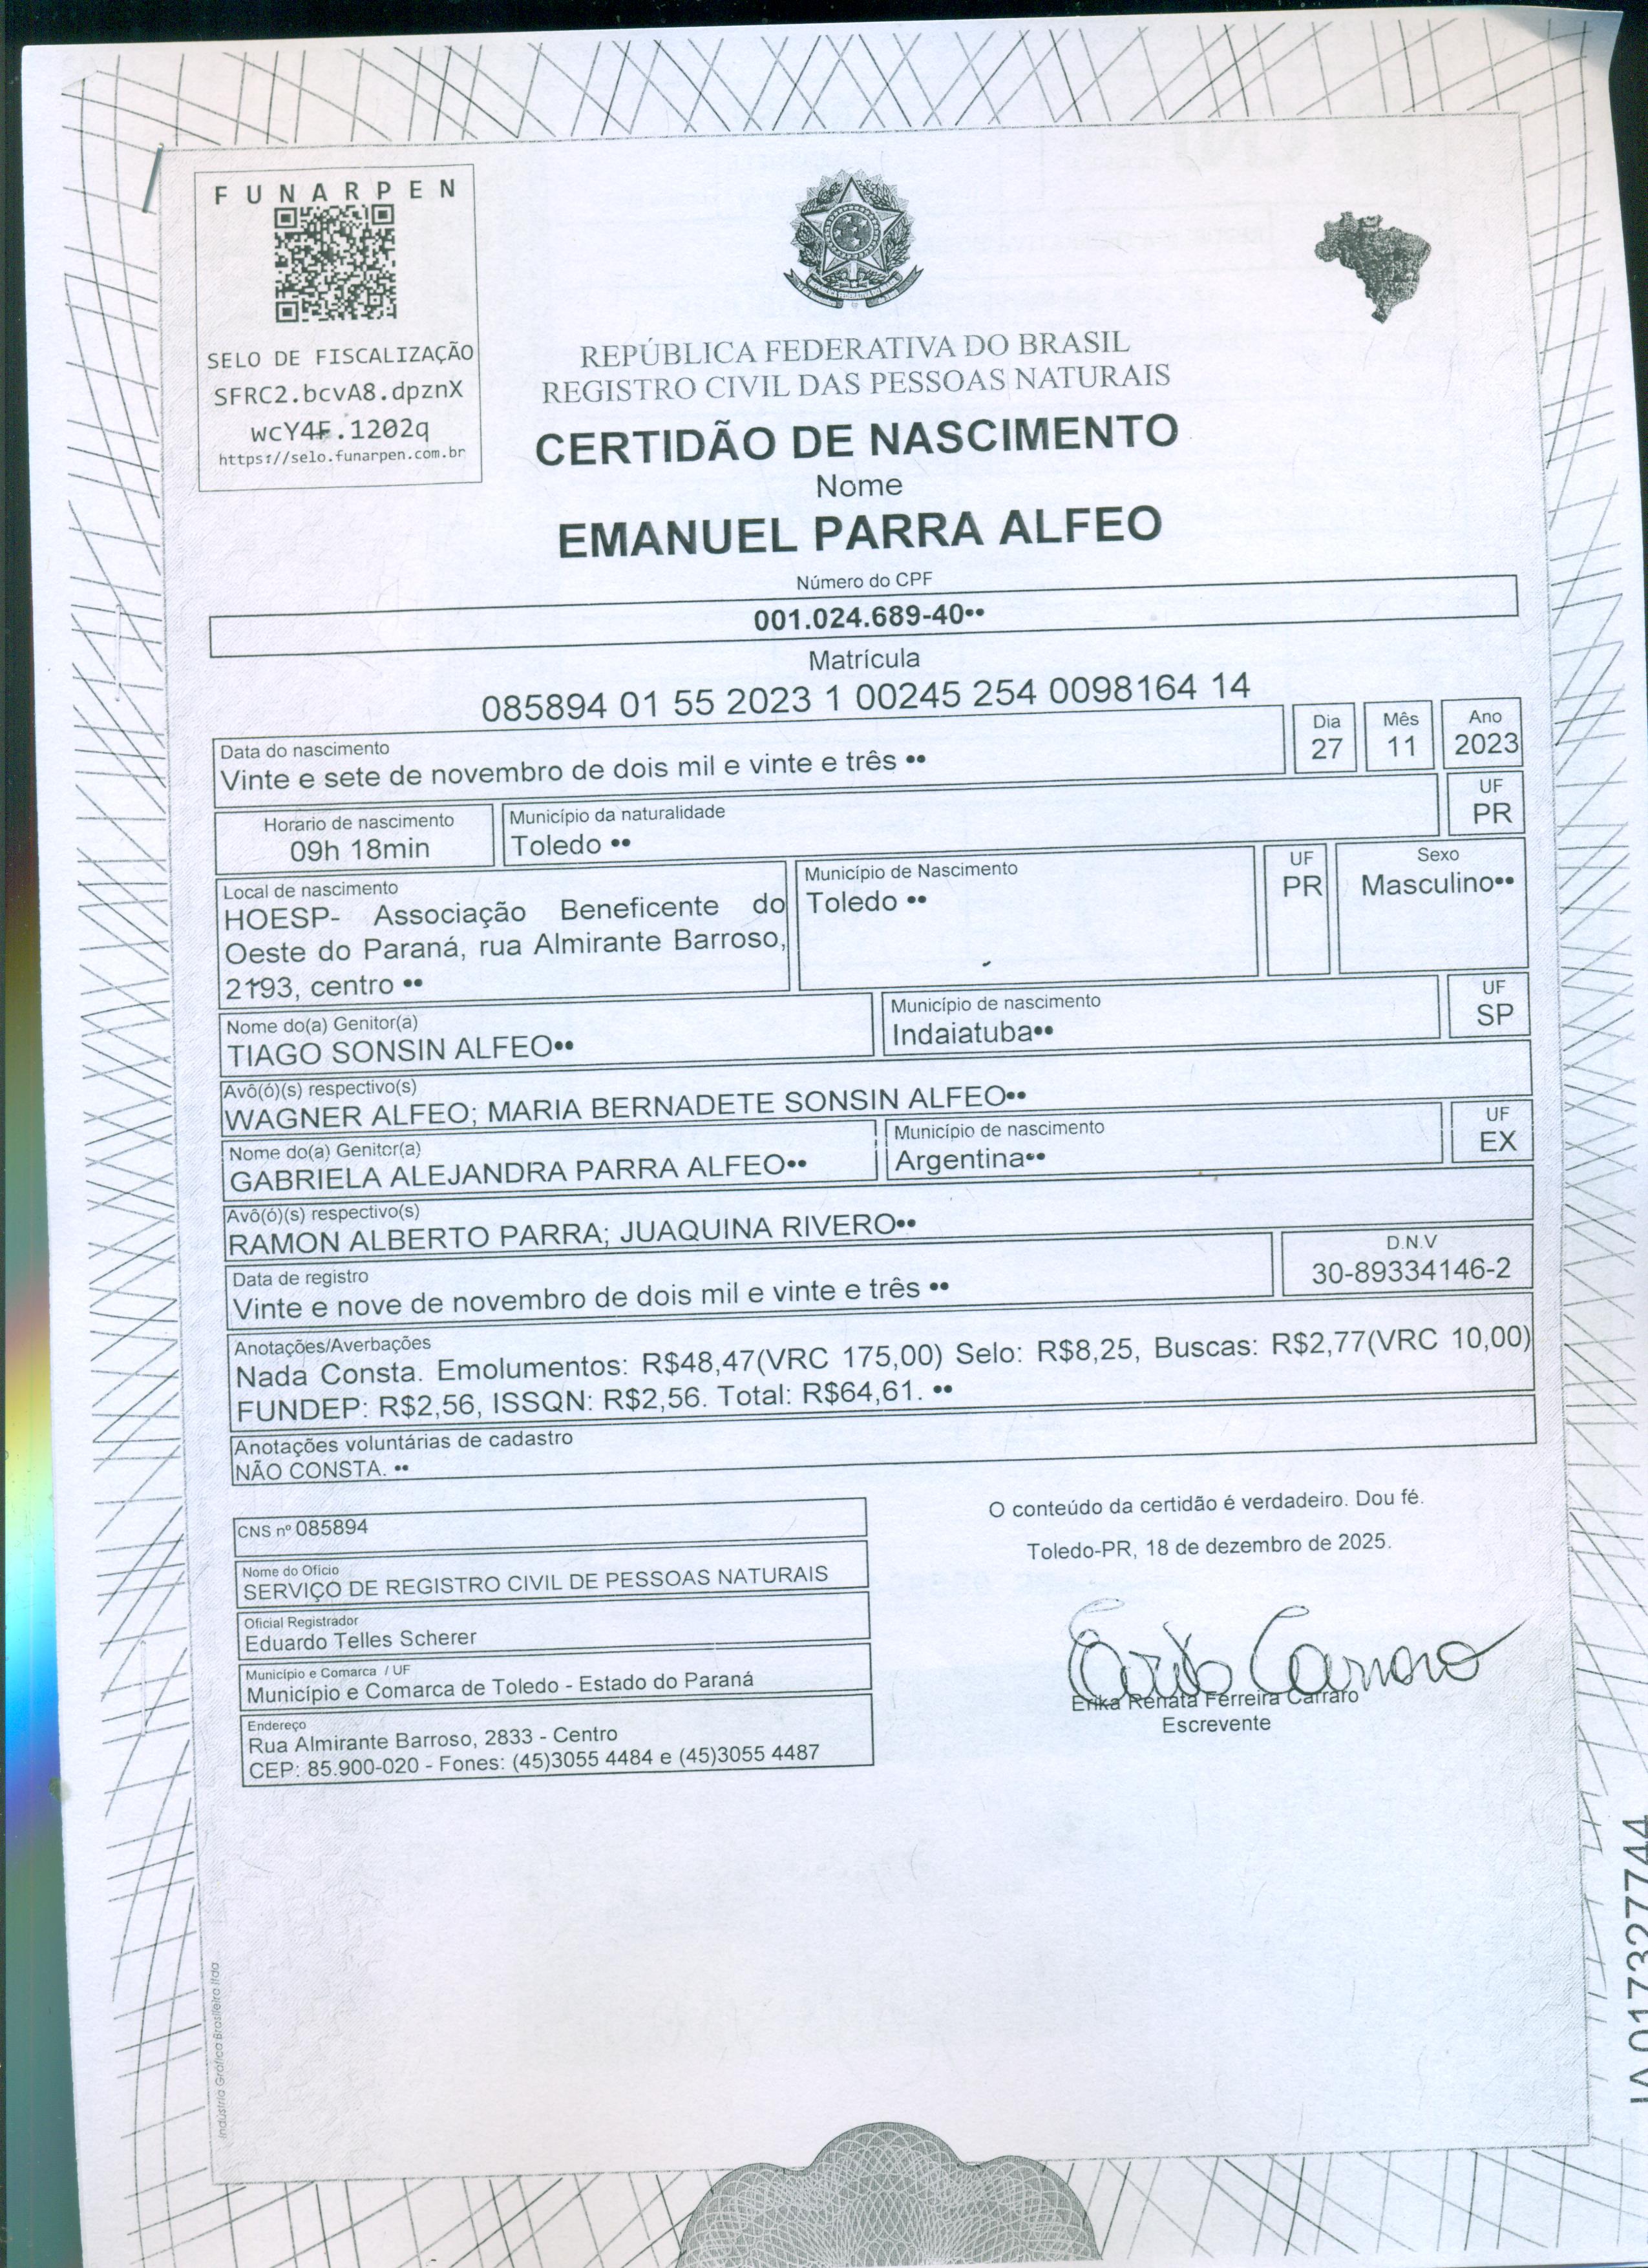 FUNARPEN
SELO DE FISCALIZAÇÃO
SFRC2.bcvA8.dpznX
wcY4F.1202q
https://selo.funarpen.com.br
REPÚBLICA FEDERATIVA DO BRASIL
REGISTRO CIVIL DAS PESSOAS NATURAIS
CERTIDÃO DE NASCIMENTO
Nome
EMANUEL PARRA ALFEO
Número do CPF
001.024.689-40••
Matrícula
085894 01 55 2023 1 00245 254 0098164 14
Data do nascimento
Vinte e sete de novembro de dois mil e vinte e três ••
Dia
27
Mês
11
Ano
2023
Horario de nascimento
09h 18min
Município da naturalidade
Toledo ••
UF
PR
Local de nascimento
HOESP- Associação Beneficente do
Oeste do Paraná, rua Almirante Barroso,
2193, centro ••
Município de Nascimento
Toledo ••
UF
PR
Sexo
Masculino••
Nome do(a) Genitor(a)
TIAGO SONSIN ALFEO••
Município de nascimento
Indaiatuba••
UF
SP
Avô(ó)(s) respectivo(s)
WAGNER ALFEO; MARIA BERNADETE SONSIN ALFEO••
Nome do(a) Genitor(a)
GABRIELA ALEJANDRA PARRA ALFEO••
Município de nascimento
Argentina••
UF
EX
Avô(ó)(s) respectivo(s)
RAMON ALBERTO PARRA; JUAQUINA RIVERO••
Data de registro
Vinte e nove de novembro de dois mil e vinte e três ••
D.N.V
30-89334146-2
Anotações/Averbações
Nada Consta. Emolumentos: R$48,47(VRC 175,00) Selo: R$8,25, Buscas: R$2,77(VRC 10,00)
FUNDEP: R$2,56, ISSQN: R$2,56. Total: R$64,61. ••
Anotações voluntárias de cadastro
NÃO CONSTA. ••
CNS nº 085894
Nome do Ofício
SERVIÇO DE REGISTRO CIVIL DE PESSOAS NATURAIS
Oficial Registrador
Eduardo Telles Scherer
Município e Comarca / UF
Município e Comarca de Toledo - Estado do Paraná
Endereço
Rua Almirante Barroso, 2833 - Centro
CEP: 85.900-020 - Fones: (45)3055 4484 e (45)3055 4487
O conteúdo da certidão é verdadeiro. Dou fé.
Toledo-PR, 18 de dezembro de 2025.
Erika Renata Ferreira Carraro
Escrevente
Indústria Gráfica Brasileira ltda